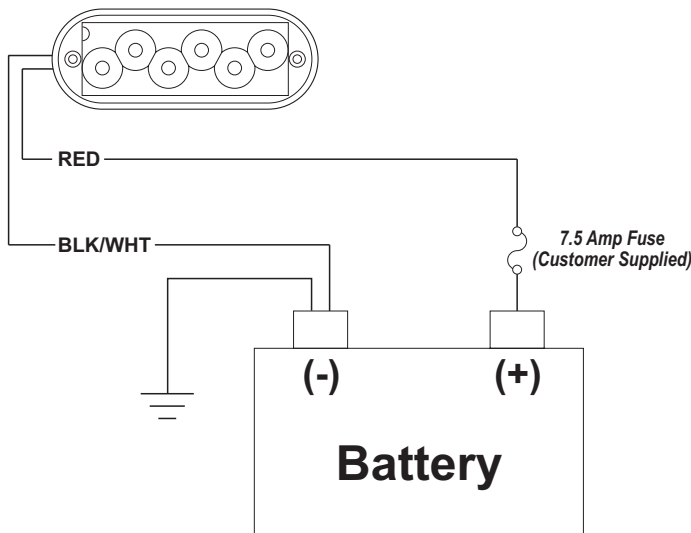 RED
BLK/WHT
7.5 Amp Fuse
(Customer Supplied)
(-)
(+)
Battery